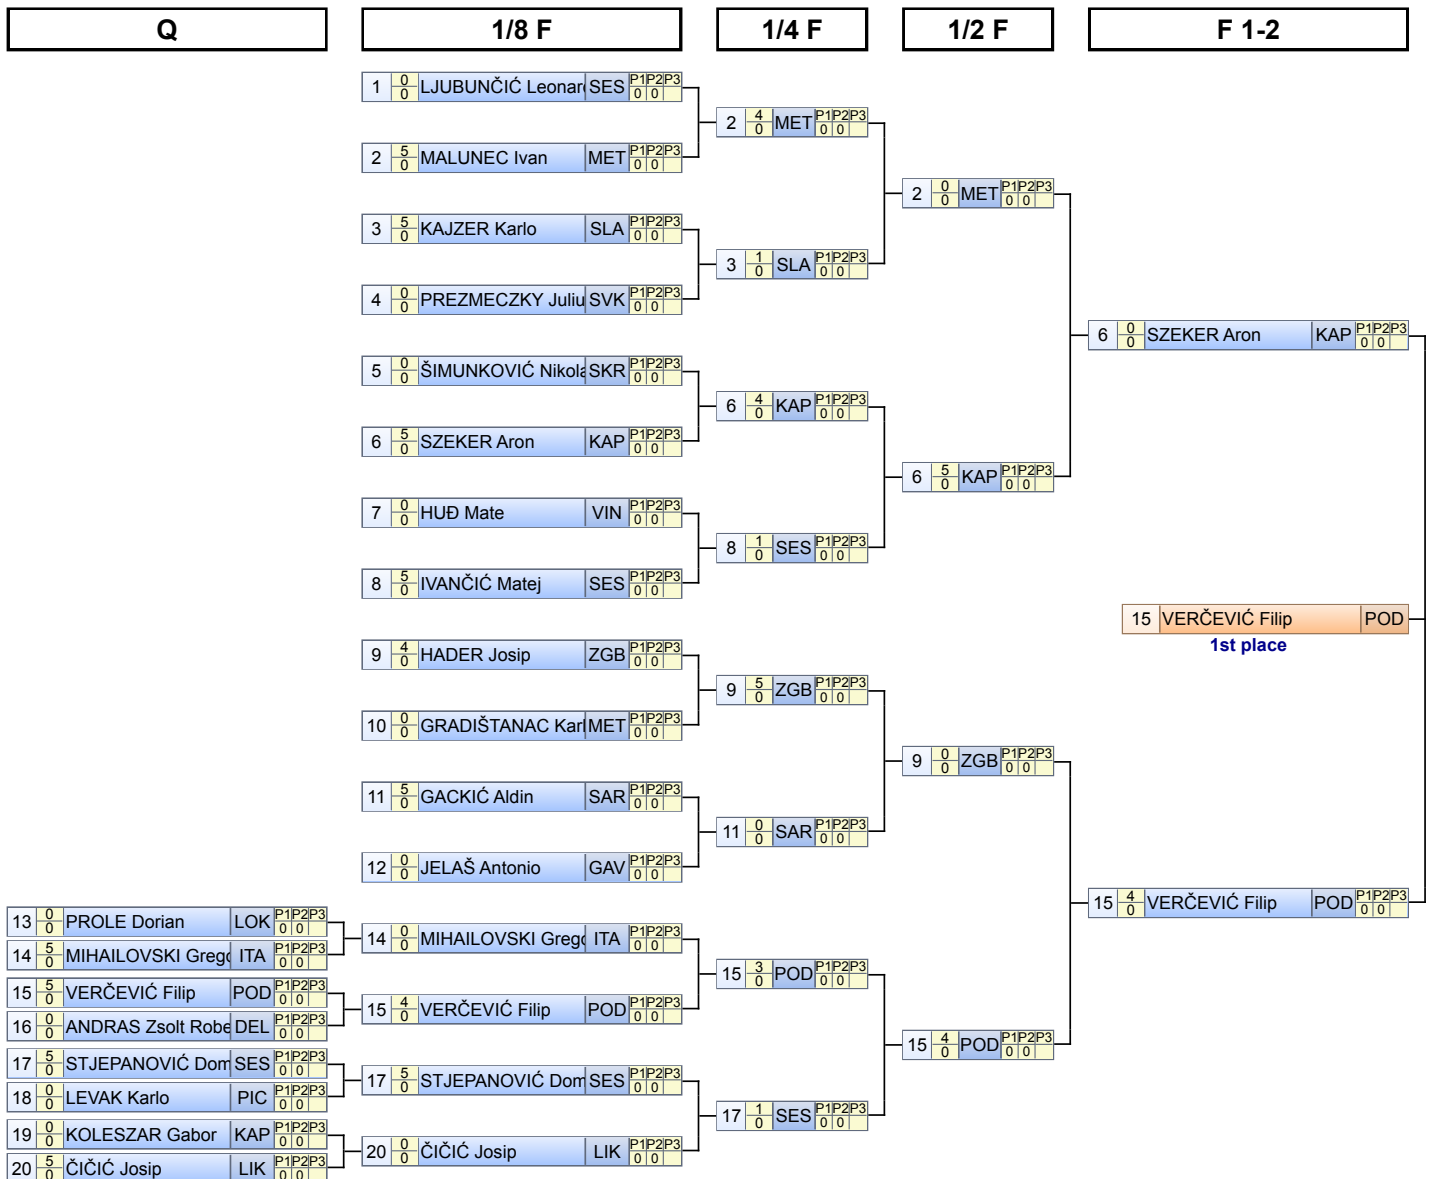 Q 1/8 F 1/4 F 1/2 F F 1-2
1 0 0 LJUBUNČIĆ Leonar SES P1 P2 P3 0 0
2 4 0 MET P1 P2 P3 0 0
2 5 0 MALUNEC Ivan MET P1 P2 P3 0 0
2 0 0 MET P1 P2 P3 0 0
3 5 0 KAJZER Karlo SLA P1 P2 P3 0 0
3 1 0 SLA P1 P2 P3 0 0
4 0 0 PREZMECZKY Juliu SVK P1 P2 P3 0 0
6 0 0 SZEKER Aron KAP P1 P2 P3 0 0
5 0 0 ŠIMUNKOVIĆ Nikola SKR P1 P2 P3 0 0
6 4 0 KAP P1 P2 P3 0 0
6 5 0 SZEKER Aron KAP P1 P2 P3 0 0
6 5 0 KAP P1 P2 P3 0 0
7 0 0 HUĐ Mate VIN P1 P2 P3 0 0
8 1 0 SES P1 P2 P3 0 0
8 5 0 IVANČIĆ Matej SES P1 P2 P3 0 0
15 VERČEVIĆ Filip POD
1st place
9 4 0 HADER Josip ZGB P1 P2 P3 0 0
9 5 0 ZGB P1 P2 P3 0 0
10 0 0 GRADIŠTANAC Karl MET P1 P2 P3 0 0
9 0 0 ZGB P1 P2 P3 0 0
11 5 0 GACKIĆ Aldin SAR P1 P2 P3 0 0
11 0 0 SAR P1 P2 P3 0 0
12 0 0 JELAŠ Antonio GAV P1 P2 P3 0 0
15 4 0 VERČEVIĆ Filip POD P1 P2 P3 0 0
13 0 0 PROLE Dorian LOK P1 P2 P3 0 0
14 0 0 MIHAILOVSKI Grego ITA P1 P2 P3 0 0
14 5 0 MIHAILOVSKI Grego ITA P1 P2 P3 0 0
15 3 0 POD P1 P2 P3 0 0
15 5 0 VERČEVIĆ Filip POD P1 P2 P3 0 0
15 4 0 VERČEVIĆ Filip POD P1 P2 P3 0 0
16 0 0 ANDRAS Zsolt Robe DEL P1 P2 P3 0 0
15 4 0 POD P1 P2 P3 0 0
17 5 0 STJEPANOVIĆ Dom SES P1 P2 P3 0 0
17 5 0 STJEPANOVIĆ Dom SES P1 P2 P3 0 0
18 0 0 LEVAK Karlo PIC P1 P2 P3 0 0
17 1 0 SES P1 P2 P3 0 0
19 0 0 KOLESZAR Gabor KAP P1 P2 P3 0 0
20 0 0 ČIČIĆ Josip LIK P1 P2 P3 0 0
20 5 0 ČIČIĆ Josip LIK P1 P2 P3 0 0